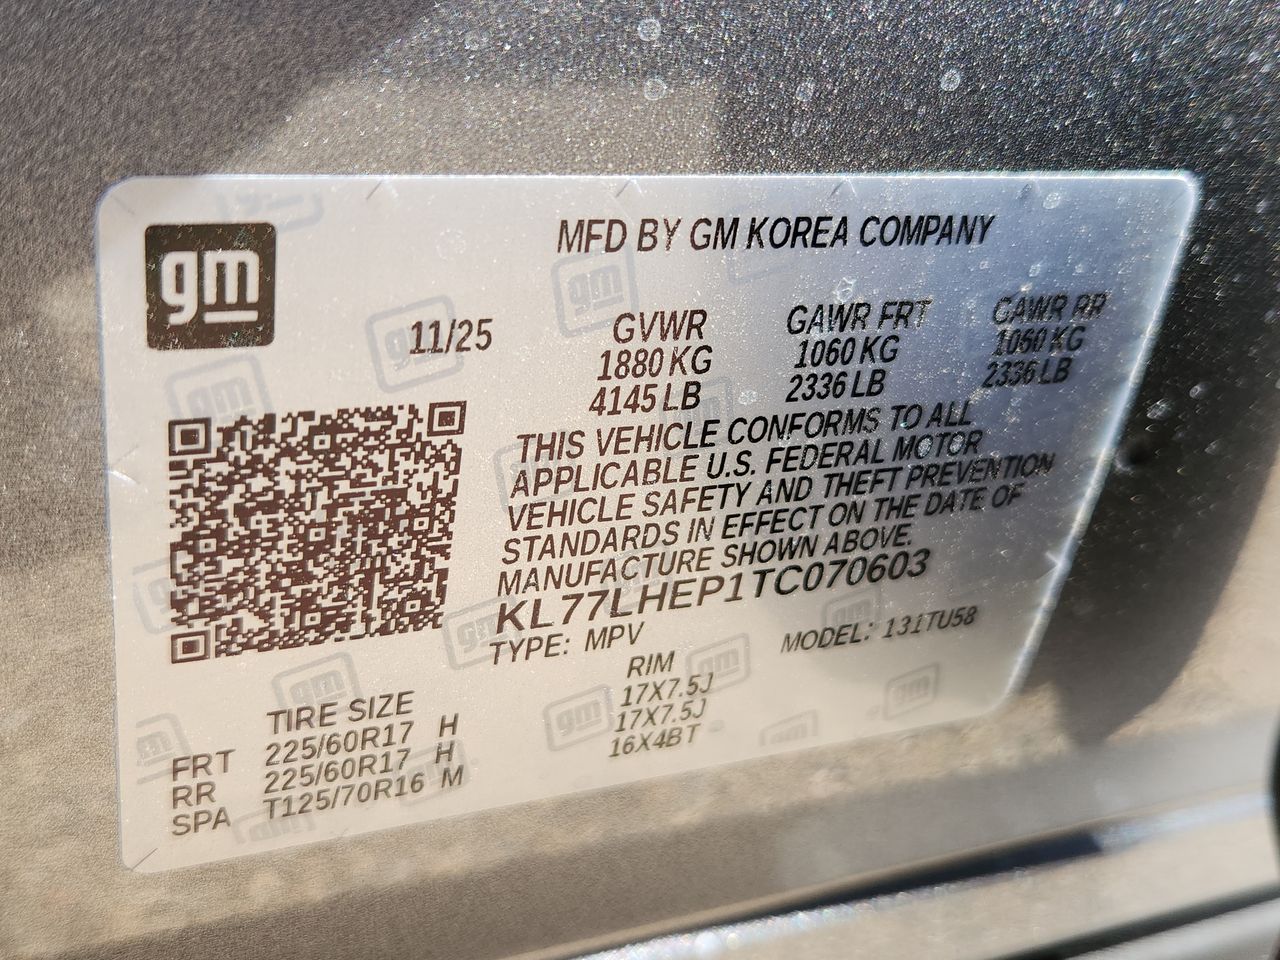 gm
MFD BY GM KOREA COMPANY
11/25
GVWR GAWR FRT GAWR RR
1880 KG 1060 KG 1060 KG
4145 LB 2336 LB 2336 LB
THIS VEHICLE CONFORMS TO ALL
APPLICABLE U.S. FEDERAL MOTOR
VEHICLE SAFETY AND THEFT PREVENTION
STANDARDS IN EFFECT ON THE DATE OF
MANUFACTURE SHOWN ABOVE.
KL77LHEP1TC070603
TYPE: MPV MODEL: 131TU58
TIRE SIZE RIM
FRT 225/60R17 H 17X7.5J
RR 225/60R17 H 17X7.5J
SPA T125/70R16 M 16X4BT